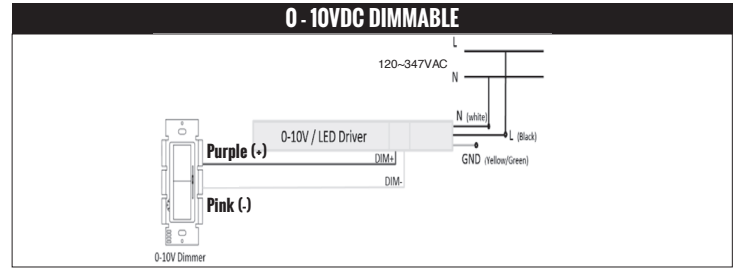 0 - 10VDC DIMMABLE
L
120~347VAC
N
N (white)
0-10V / LED Driver
L (Black)
Purple (+)
DIM+
GND (Yellow/Green)
DIM-
Pink (-)
0-10V Dimmer